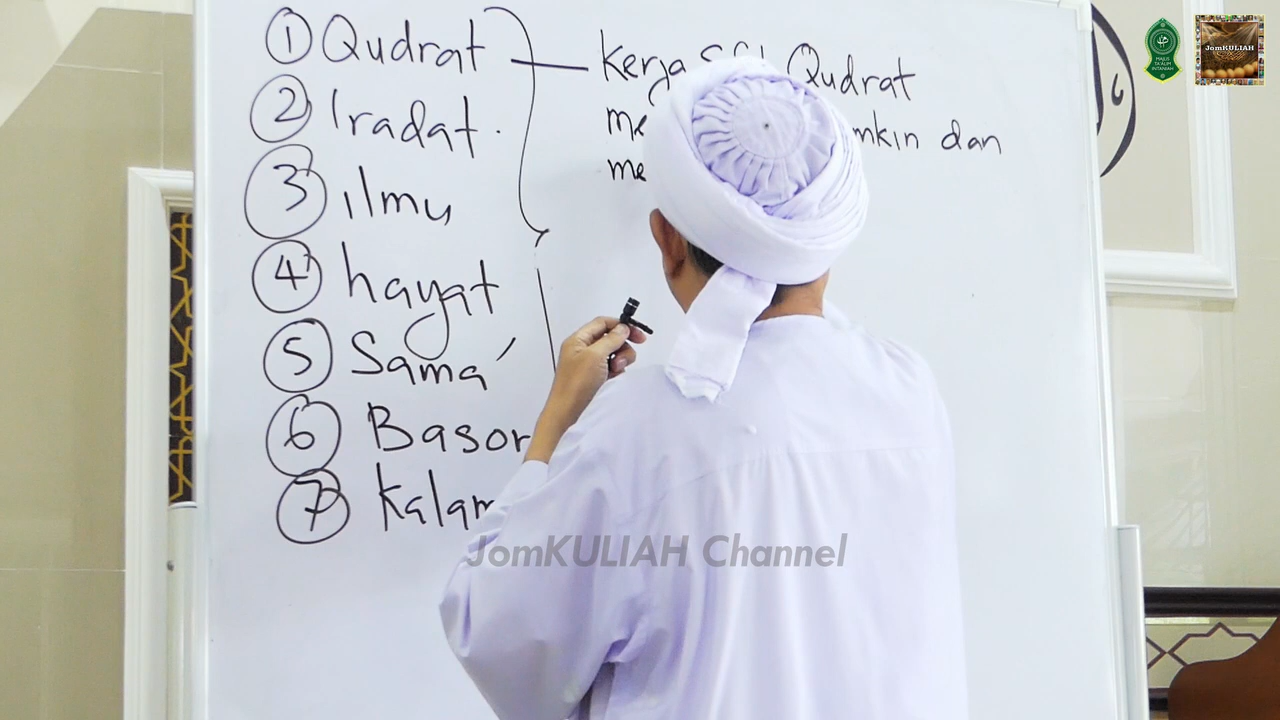 ① Qudrat
② Iradat.
③ ilmu
④ hayat
⑤ Sama'
⑥ Basor
⑦ Kalam
Kerja Qudrat
dan
JomKULIAH
JomKULIAH Channel